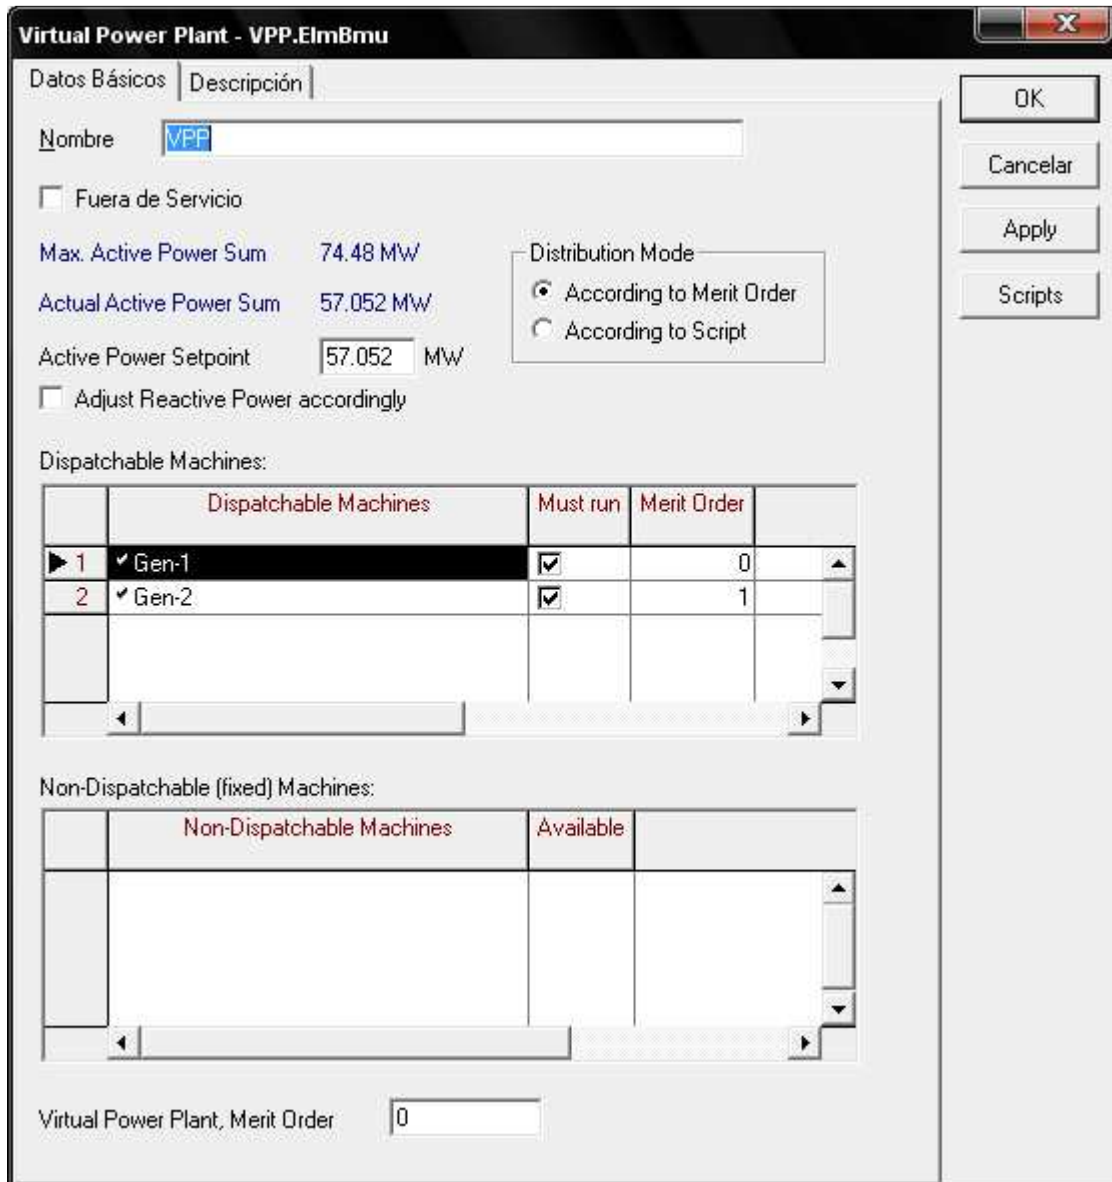 Virtual Power Plant - VPP.ElmBmu
Datos Básicos
Descripción
OK
Cancelar
Apply
Scripts
Nombre VPP
Fuera de Servicio
Max. Active Power Sum 74.48 MW
Actual Active Power Sum 57.052 MW
Active Power Setpoint 57.052 MW
Adjust Reactive Power accordingly
Distribution Mode
According to Merit Order
According to Script
Dispatchable Machines:
Dispatchable Machines Must run Merit Order
1 Gen-1 0
2 Gen-2 1
Non-Dispatchable (fixed) Machines:
Non-Dispatchable Machines Available
Virtual Power Plant, Merit Order 0